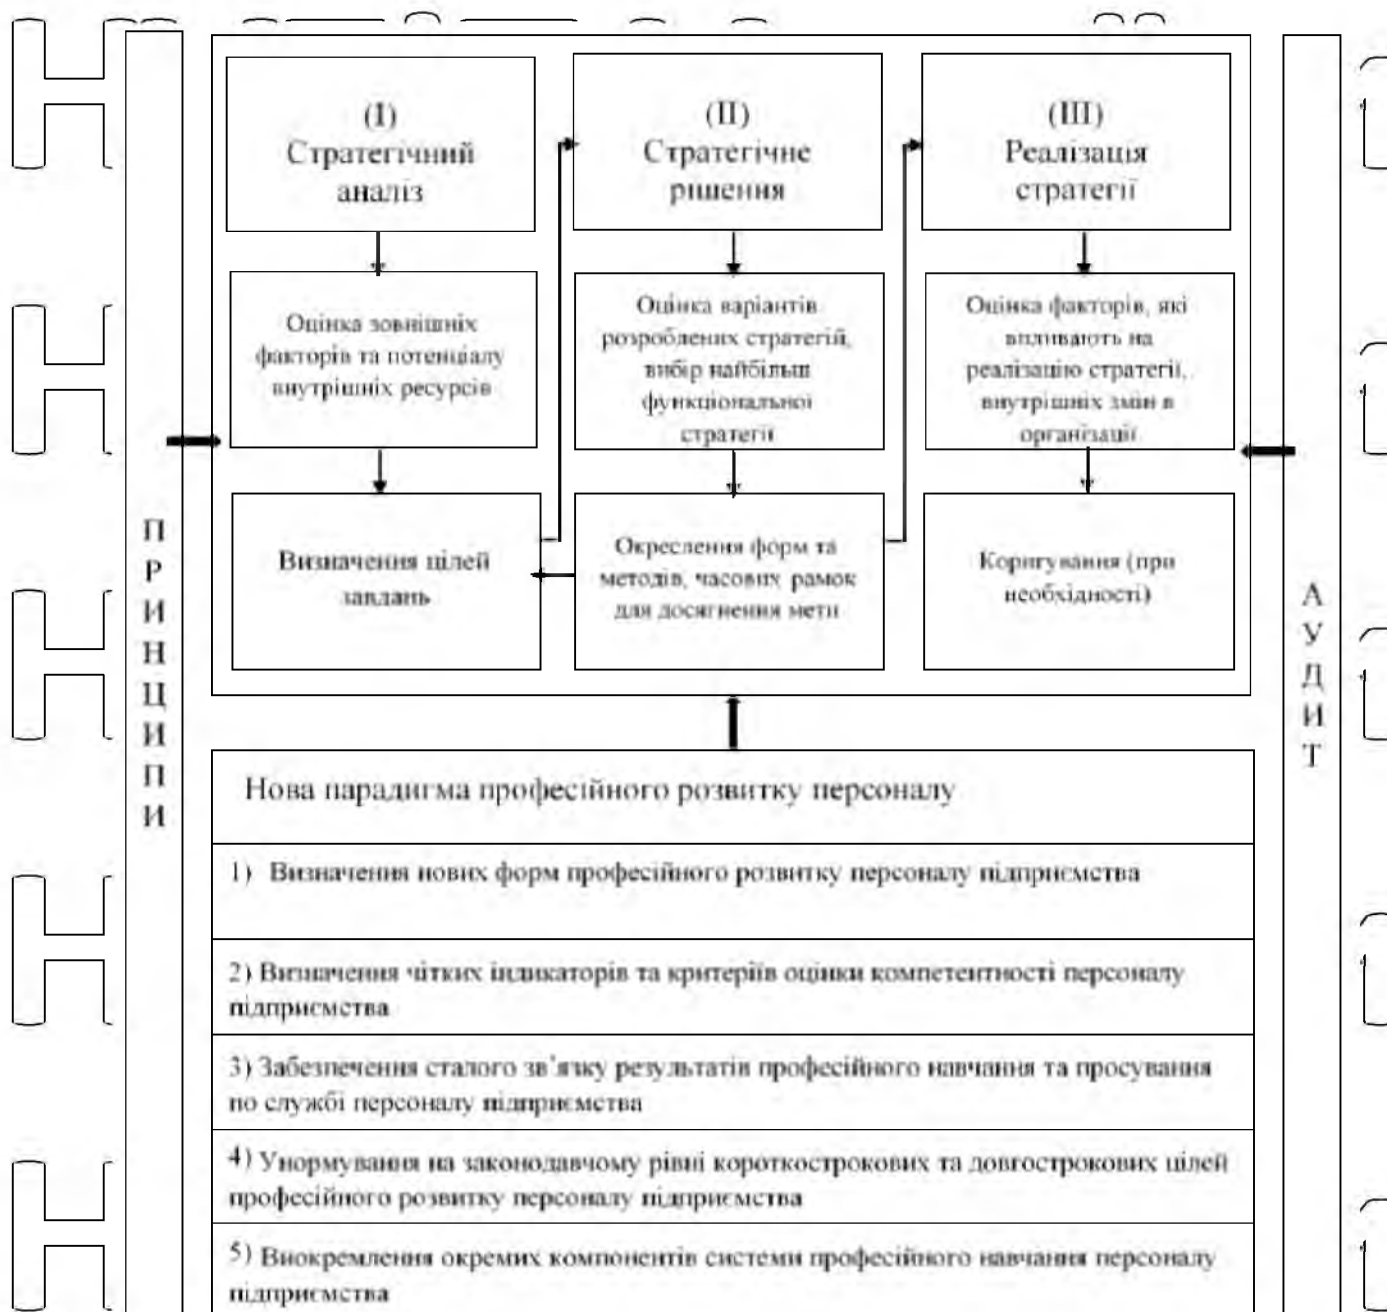 (I)
Стратегічний
аналіз
(II)
Стратегічне
рішення
(III)
Реалізація
стратегії
Оцінка зовнішніх
факторів та потенціалу
внутрішніх ресурсів
Оцінка варіантів
розроблених стратегій,
вибір найбільш
функціональної
стратегії
Оцінка факторів, які
впливають на
реалізацію стратегії,
внутрішніх змін в
організації
Визначення цілей
завдань
Окреслення форм та
методів, часових рамок
для досягнення мети
Коригування (при
необхідності)
П
Р
И
Н
Ц
И
П
И
А
У
Д
И
Т
Нова парадигма професійного розвитку персоналу
1) Визначення нових форм професійного розвитку персоналу підприємства
2) Визначення чітких індикаторів та критеріїв оцінки компетентності персоналу
підприємства
3) Забезпечення сталого зв'язку результатів професійного навчання та просування
по службі персоналу підприємства
4) Унормування на законодавчому рівні короткострокових та довгострокових цілей
професійного розвитку персоналу підприємства
5) Виокремлення окремих компонентів системи професійного навчання персоналу
підприємства